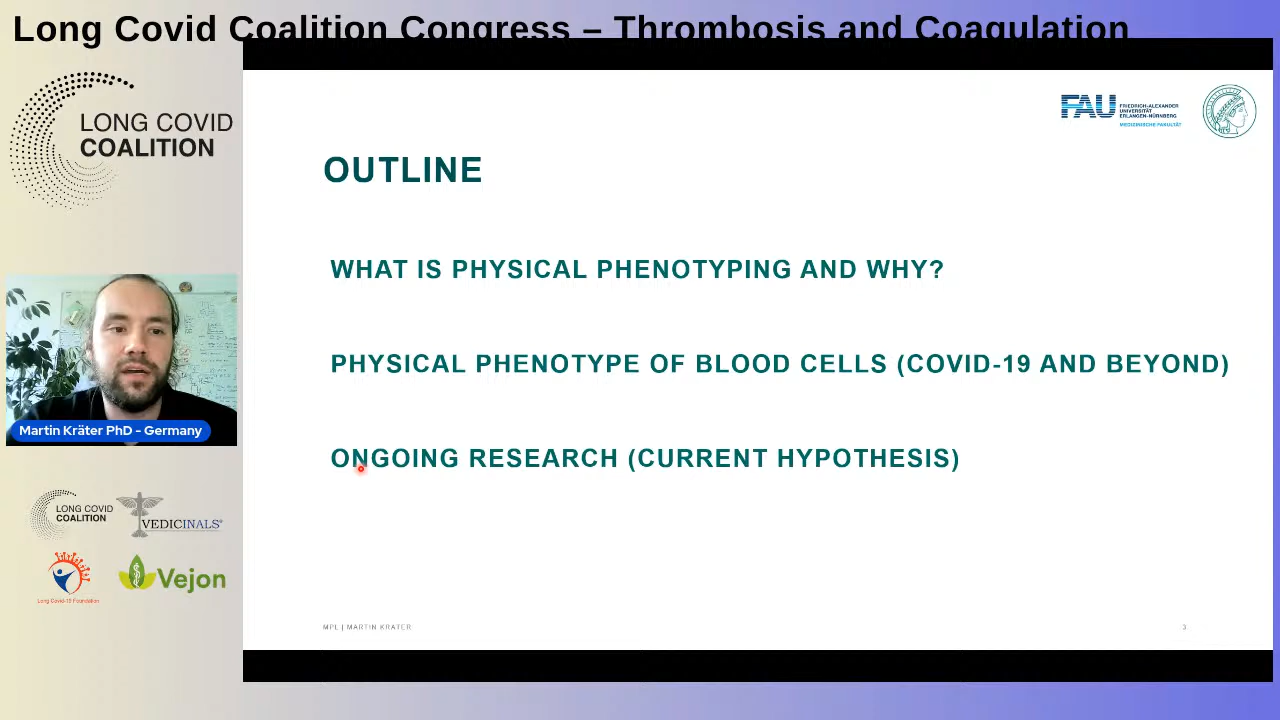 Long Covid Coalition Congress – Thrombosis and Coagulation
LONG COVID
COALITION
FAU
FRIEDRICH-ALEXANDER
UNIVERSITÄT
ERLANGEN-NÜRNBERG
MEDIZINISCHE FAKULTÄT
OUTLINE
WHAT IS PHYSICAL PHENOTYPING AND WHY?
PHYSICAL PHENOTYPE OF BLOOD CELLS (COVID-19 AND BEYOND)
ONGOING RESEARCH (CURRENT HYPOTHESIS)
Martin Kräter PhD - Germany
LONG COVID
COALITION
VEDICINALS®
Long Covid-19 Foundation
Vejon
MPL | MARTIN KRÄTER
3